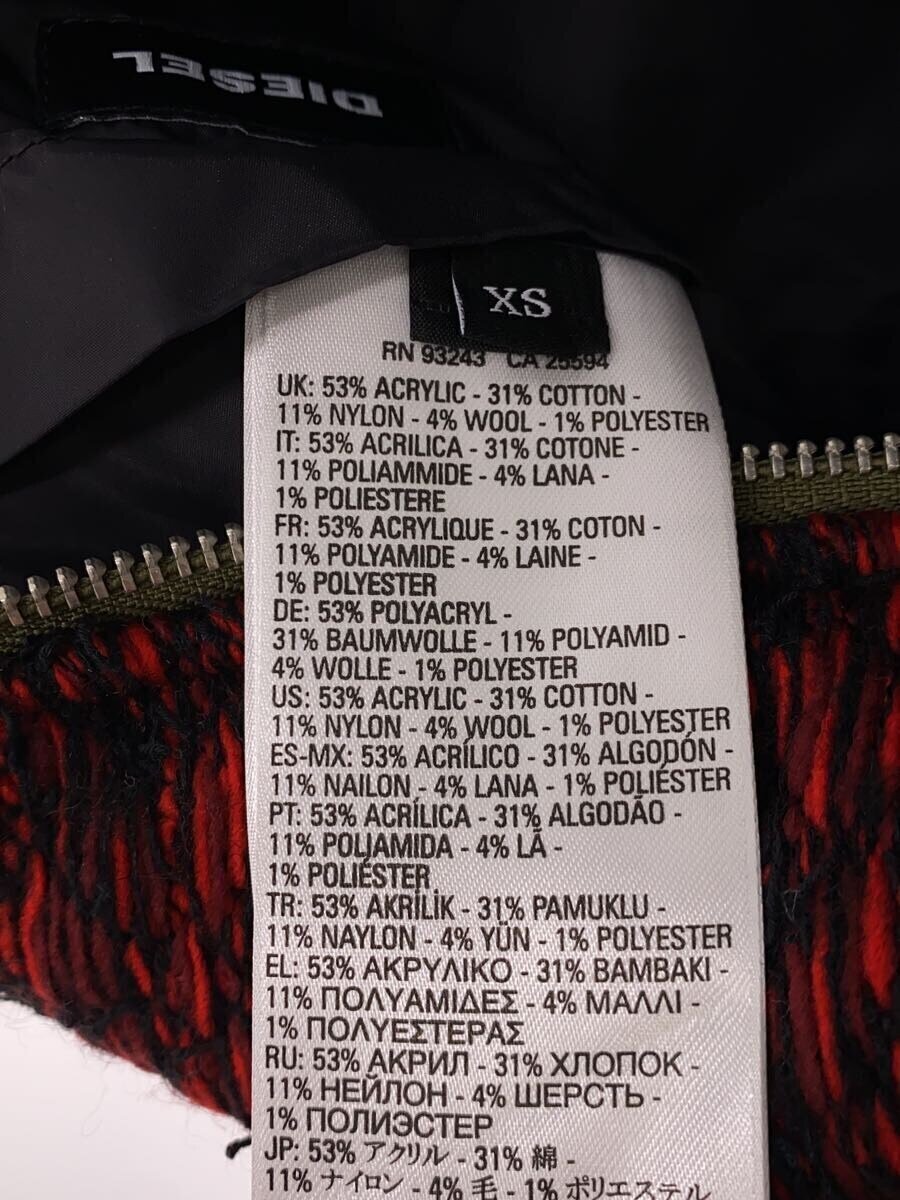 DIESEL
XS
RN 93243 CA 25594
UK: 53% ACRYLIC - 31% COTTON -
11% NYLON - 4% WOOL - 1% POLYESTER
IT: 53% ACRILICA - 31% COTONE -
11% POLIAMMIDE - 4% LANA -
1% POLIESTERE
FR: 53% ACRYLIQUE - 31% COTON -
11% POLYAMIDE - 4% LAINE -
1% POLYESTER
DE: 53% POLYACRYL -
31% BAUMWOLLE - 11% POLYAMID -
4% WOLLE - 1% POLYESTER
US: 53% ACRYLIC - 31% COTTON -
11% NYLON - 4% WOOL - 1% POLYESTER
ES-MX: 53% ACRÍLICO - 31% ALGODÓN -
11% NAILON - 4% LANA - 1% POLIÉSTER
PT: 53% ACRÍLICA - 31% ALGODÃO -
11% POLIAMIDA - 4% LÃ -
1% POLIÉSTER
TR: 53% AKRİLİK - 31% PAMUKLU -
11% NAYLON - 4% YÜN - 1% POLYESTER
EL: 53% ΑΚΡΥΛΙΚΟ - 31% ΒΑΜΒΑΚΙ -
11% ΠΟΛΥΑΜΙΔΕΣ - 4% ΜΑΛΛΙ -
1% ΠΟΛΥΕΣΤΕΡΑΣ
RU: 53% АКРИЛ - 31% ХЛОПОК -
11% НЕЙЛОН - 4% ШЕРСТЬ -
1% ПОЛИЭСТЕР
JP: 53% アクリル - 31% 綿 -
11% ナイロン - 4% 毛 - 1% ポリエステル